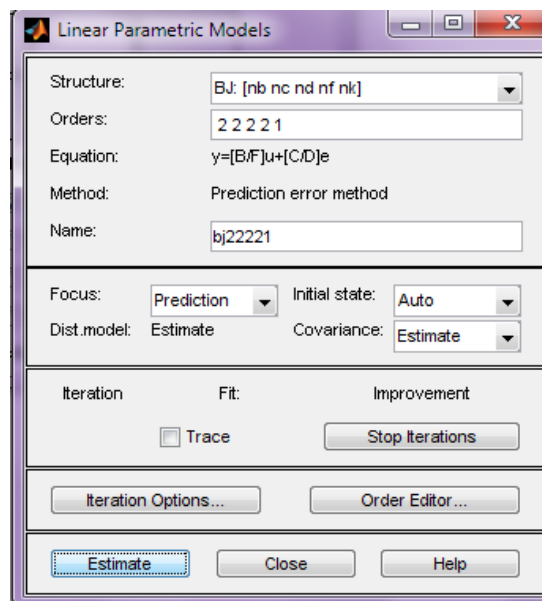 Linear Parametric Models
Structure: BJ: [nb nc nd nf nk]
Orders: 2 2 2 2 1
Equation: y=[B/F]u+[C/D]e
Method: Prediction error method
Name: bj22221
Focus: Prediction Initial state: Auto
Dist.model: Estimate Covariance: Estimate
Iteration Fit: Improvement
Trace Stop Iterations
Iteration Options... Order Editor...
Estimate Close Help